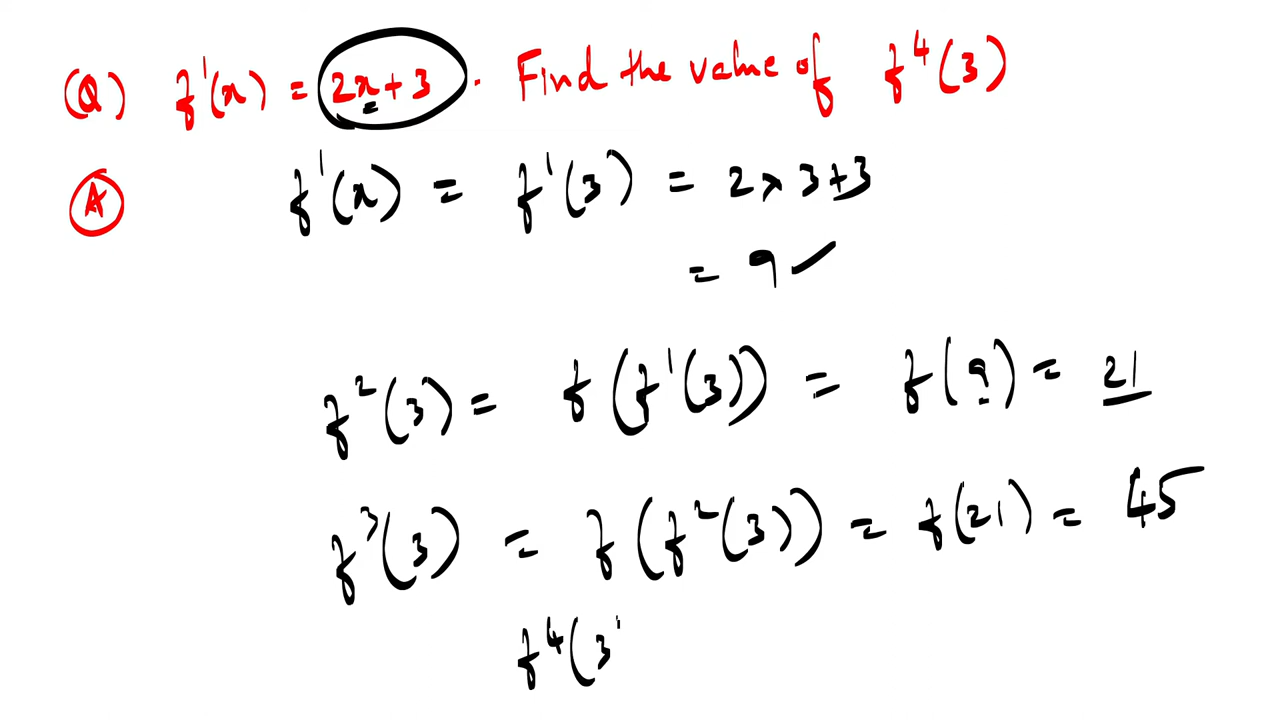 (Q) f¹(x) = 2x + 3 . Find the value of f⁴(3)
(A) f¹(x) = f¹(3) = 2 x 3 + 3
= 9 ✓
f²(3) = f(f¹(3)) = f(9) = 21
f³(3) = f(f²(3)) = f(21) = 45
f⁴(3